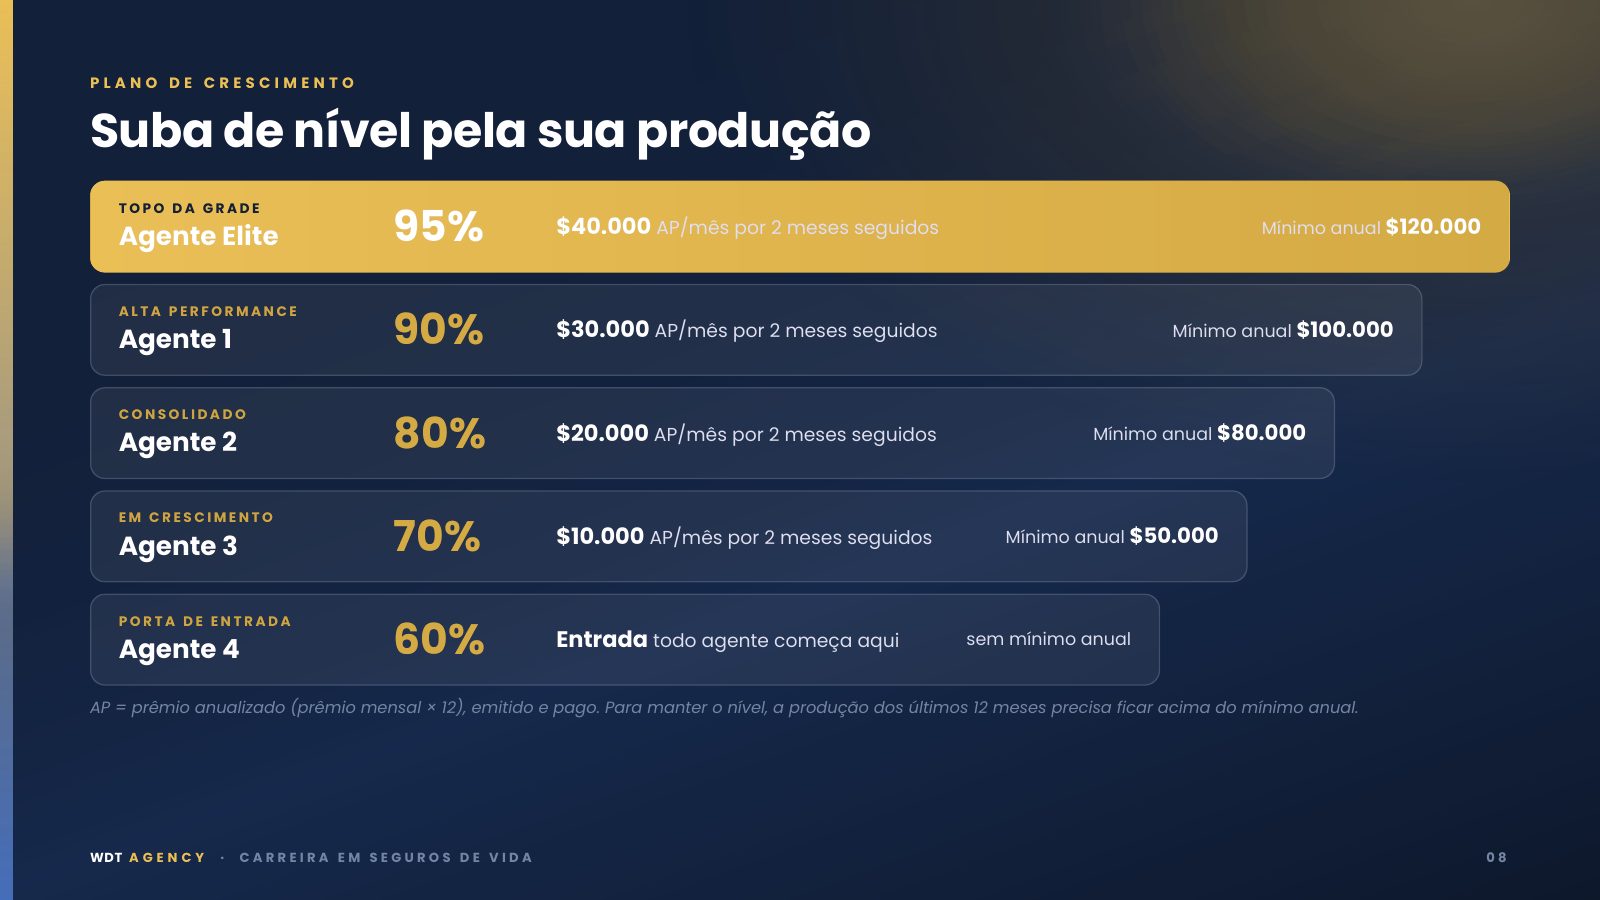 PLANO DE CRESCIMENTO
Suba de nível pela sua produção
TOPO DA GRADE
Agente Elite
95%
$40.000 AP/mês por 2 meses seguidos
Mínimo anual $120.000
ALTA PERFORMANCE
Agente 1
90%
$30.000 AP/mês por 2 meses seguidos
Mínimo anual $100.000
CONSOLIDADO
Agente 2
80%
$20.000 AP/mês por 2 meses seguidos
Mínimo anual $80.000
EM CRESCIMENTO
Agente 3
70%
$10.000 AP/mês por 2 meses seguidos
Mínimo anual $50.000
PORTA DE ENTRADA
Agente 4
60%
Entrada todo agente começa aqui
sem mínimo anual
AP = prêmio anualizado (prêmio mensal × 12), emitido e pago. Para manter o nível, a produção dos últimos 12 meses precisa ficar acima do mínimo anual.
WDT AGENCY · CARREIRA EM SEGUROS DE VIDA
08